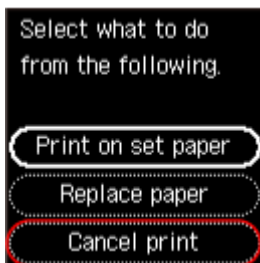 Select what to do
from the following.
Print on set paper
Replace paper
Cancel print